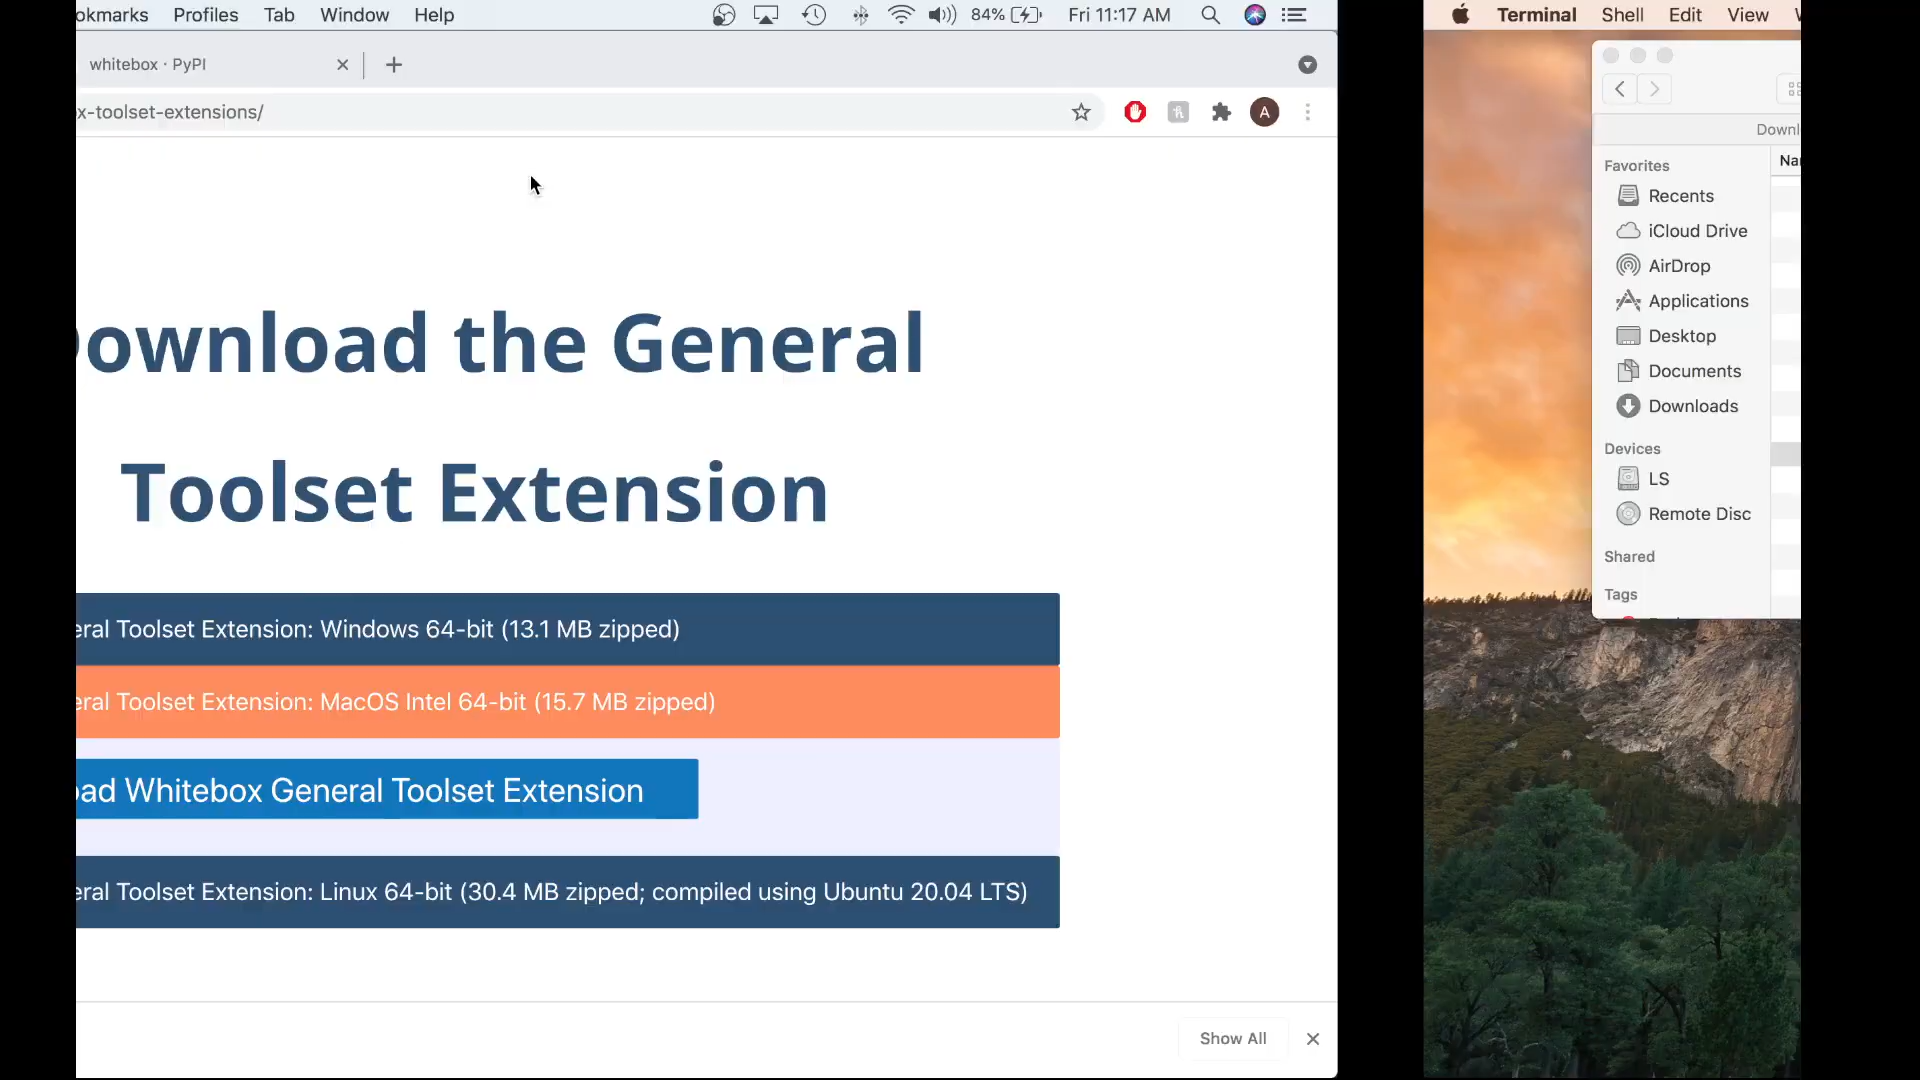 okmarks Profiles Tab Window Help 84% Fri 11:17 AM
whitebox · PyPI
x-toolset-extensions/
A
ownload the General
Toolset Extension
eral Toolset Extension: Windows 64-bit (13.1 MB zipped)
eral Toolset Extension: MacOS Intel 64-bit (15.7 MB zipped)
oad Whitebox General Toolset Extension
eral Toolset Extension: Linux 64-bit (30.4 MB zipped; compiled using Ubuntu 20.04 LTS)
Show All
Terminal Shell Edit View
Downl
Na
Favorites
Recents
iCloud Drive
AirDrop
Applications
Desktop
Documents
Downloads
Devices
LS
Remote Disc
Shared
Tags